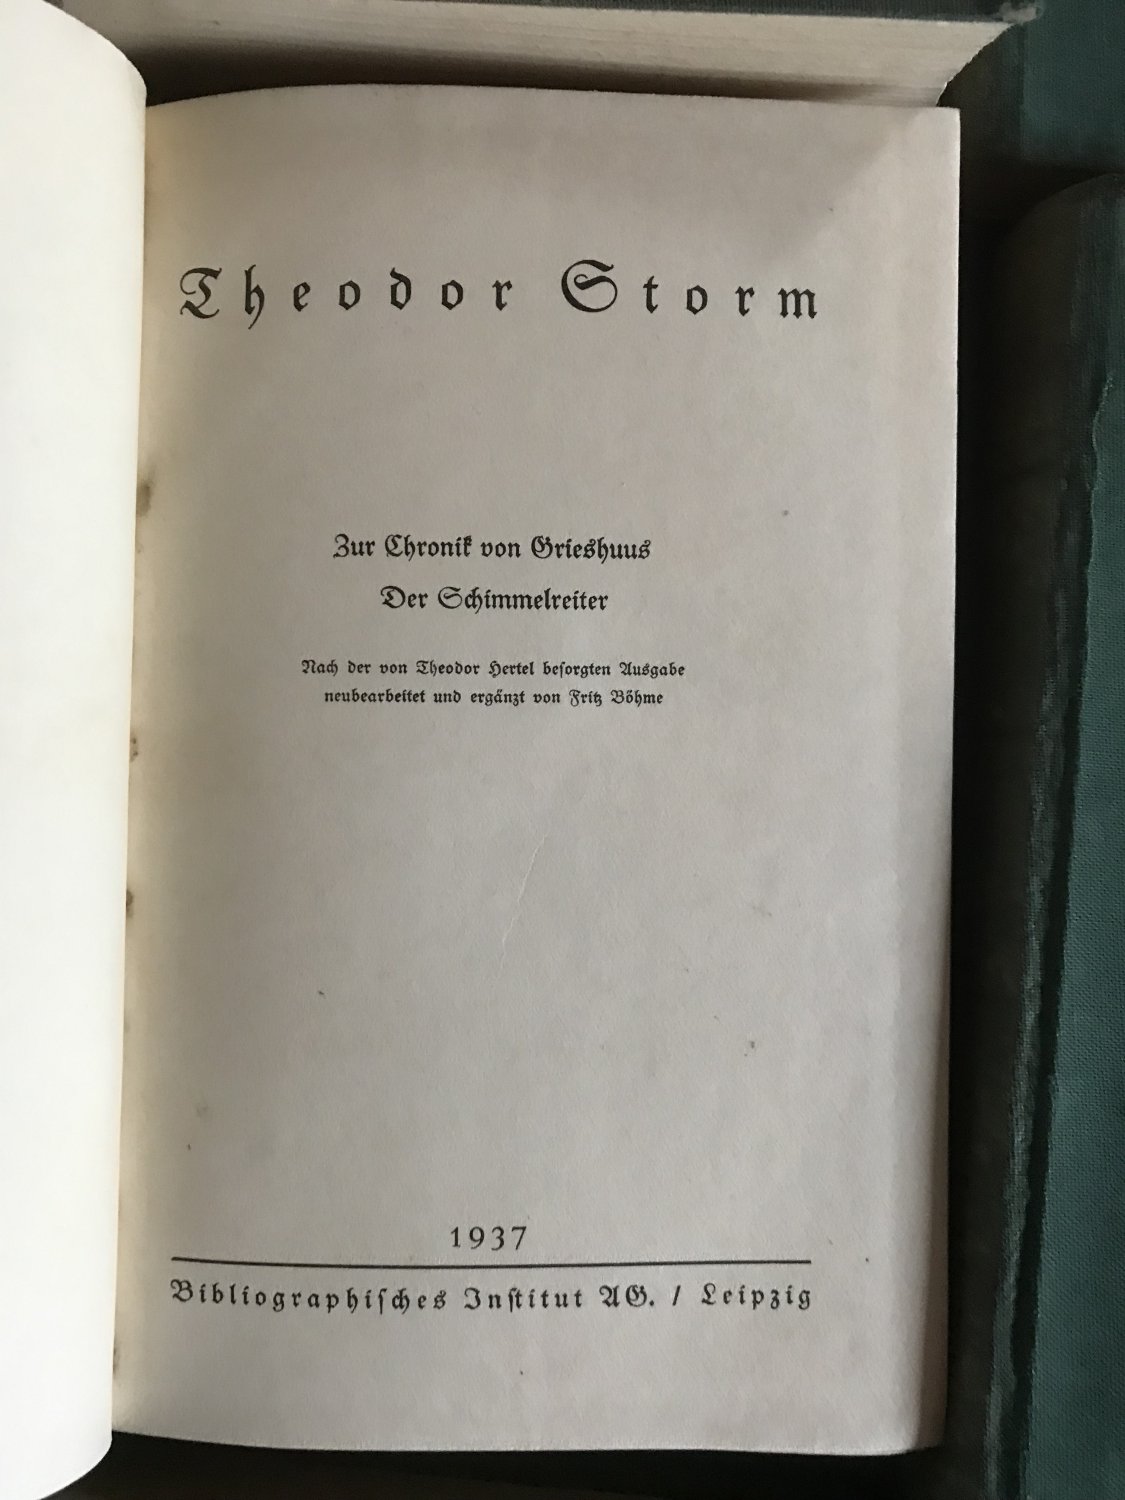 Theodor Storm
Zur Chronik von Grieshuus
Der Schimmelreiter
Nach der von Theodor Hertel besorgten Ausgabe
neubearbeitet und ergänzt von Fritz Böhme
1937
Bibliographisches Institut AG. / Leipzig